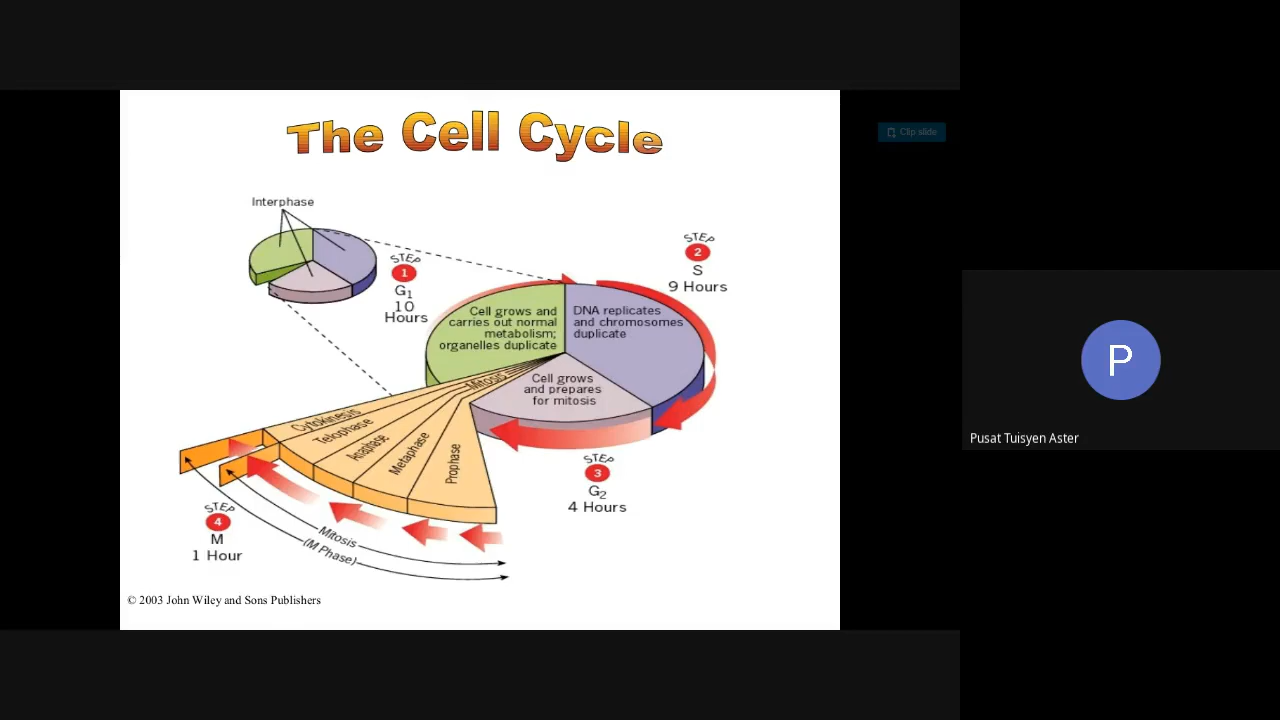 The Cell Cycle
Clip slide
Interphase
STEP
1
G1
10
Hours
STEP
2
S
9 Hours
Cell grows and
carries out normal
metabolism;
organelles duplicate
DNA replicates
and chromosomes
duplicate
Cell grows
and prepares
for mitosis
Mitosis
Cytokinesis
Telophase
Anaphase
Metaphase
Prophase
STEP
3
G2
4 Hours
STEP
4
M
1 Hour
Mitosis
(M Phase)
© 2003 John Wiley and Sons Publishers
P
Pusat Tuisyen Aster